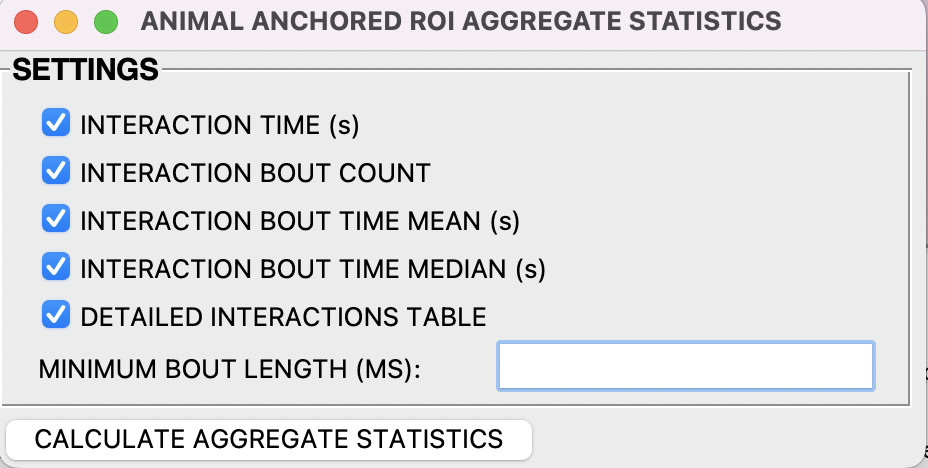 ANIMAL ANCHORED ROI AGGREGATE STATISTICS
SETTINGS
INTERACTION TIME (s)
INTERACTION BOUT COUNT
INTERACTION BOUT TIME MEAN (s)
INTERACTION BOUT TIME MEDIAN (s)
DETAILED INTERACTIONS TABLE
MINIMUM BOUT LENGTH (MS):
CALCULATE AGGREGATE STATISTICS